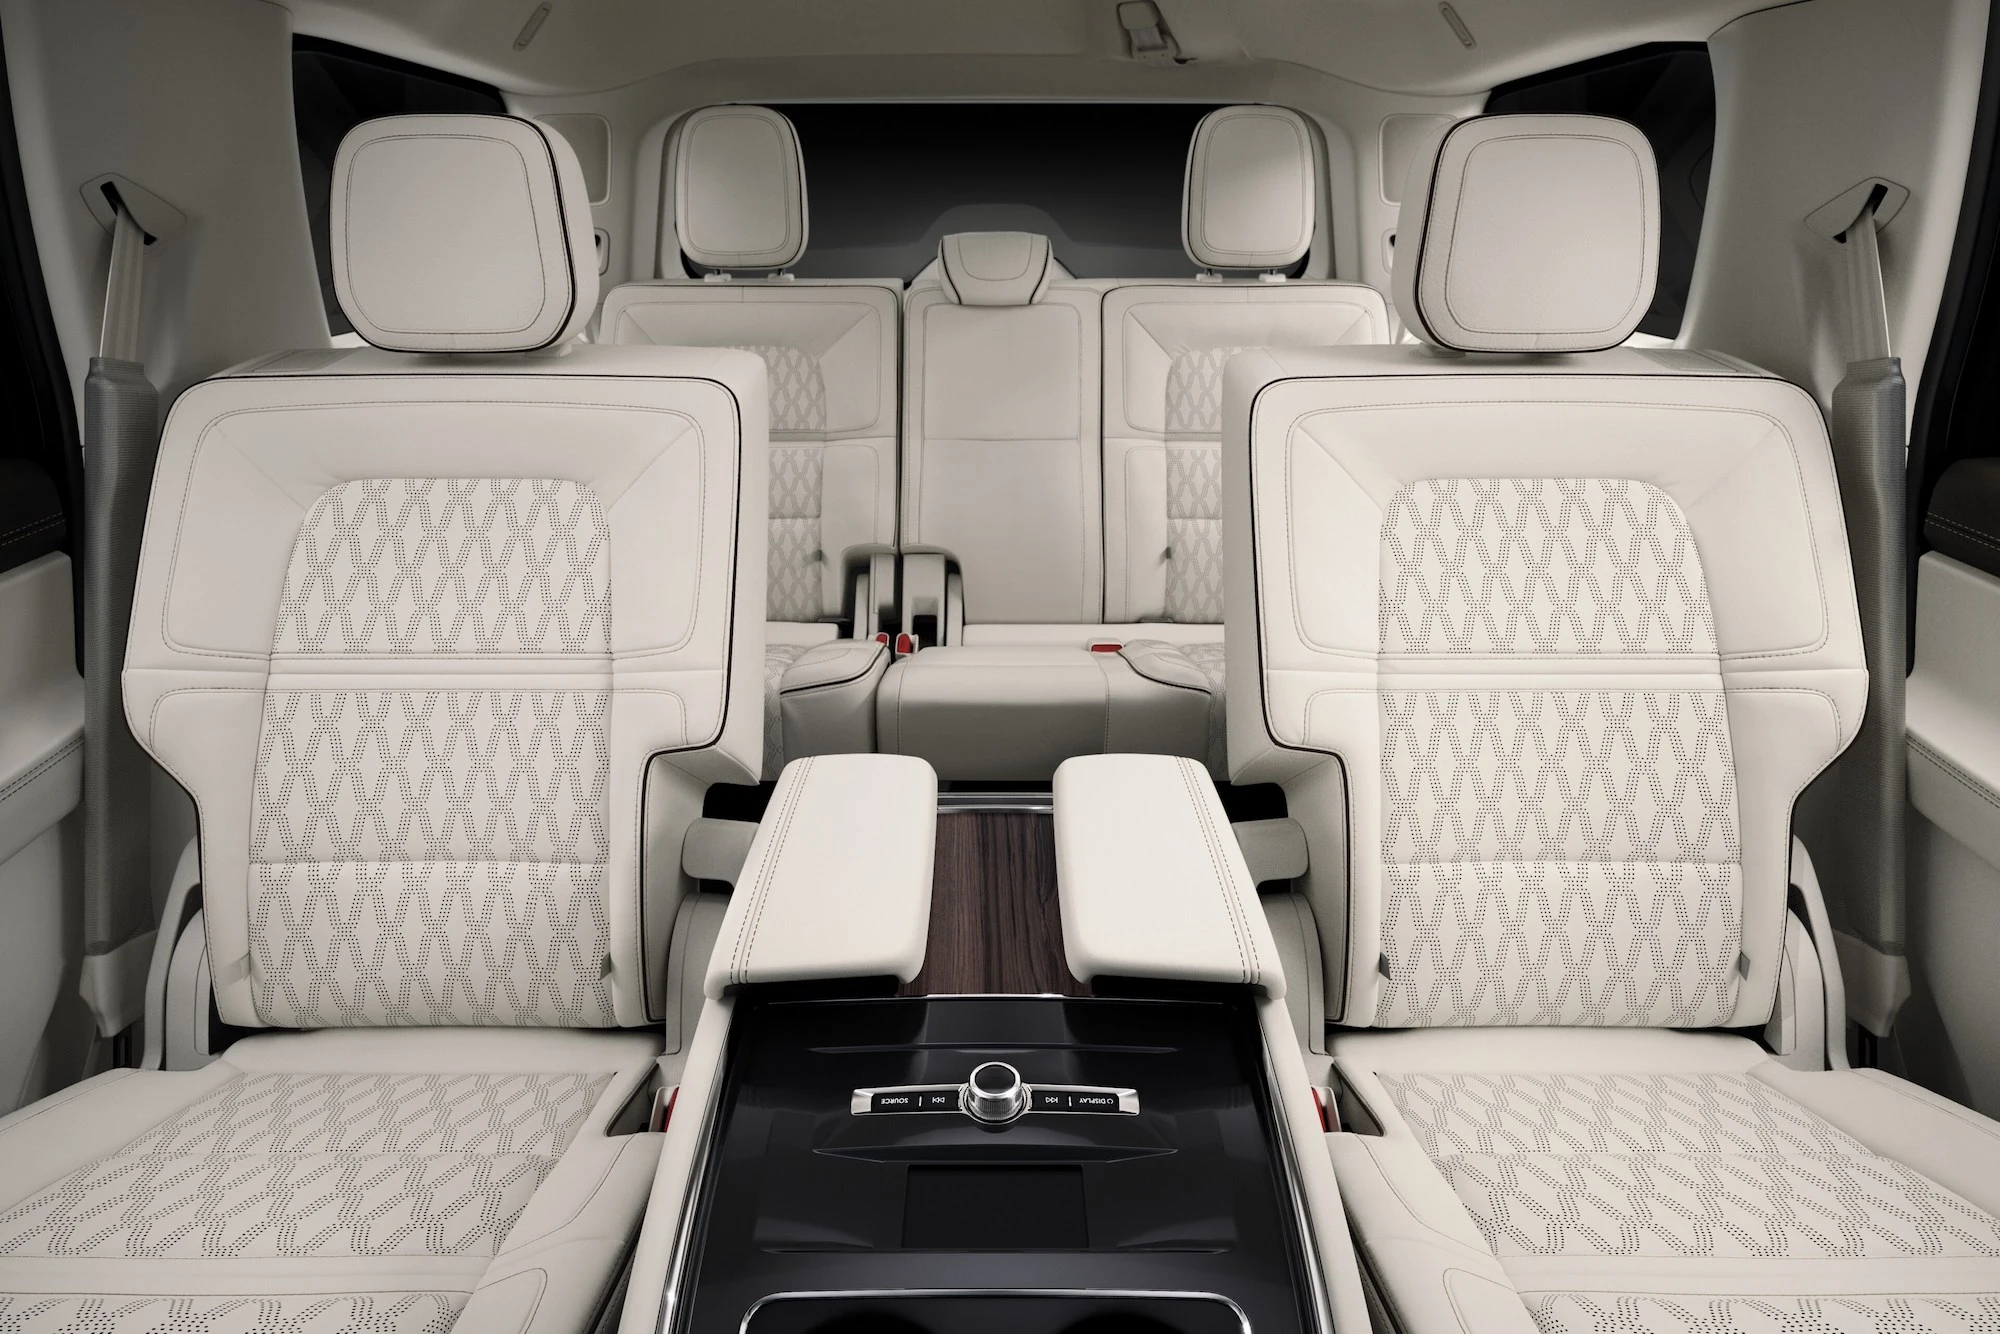 SOURCE | ▷▷| |◁◁ | ⏻ DISPLAY